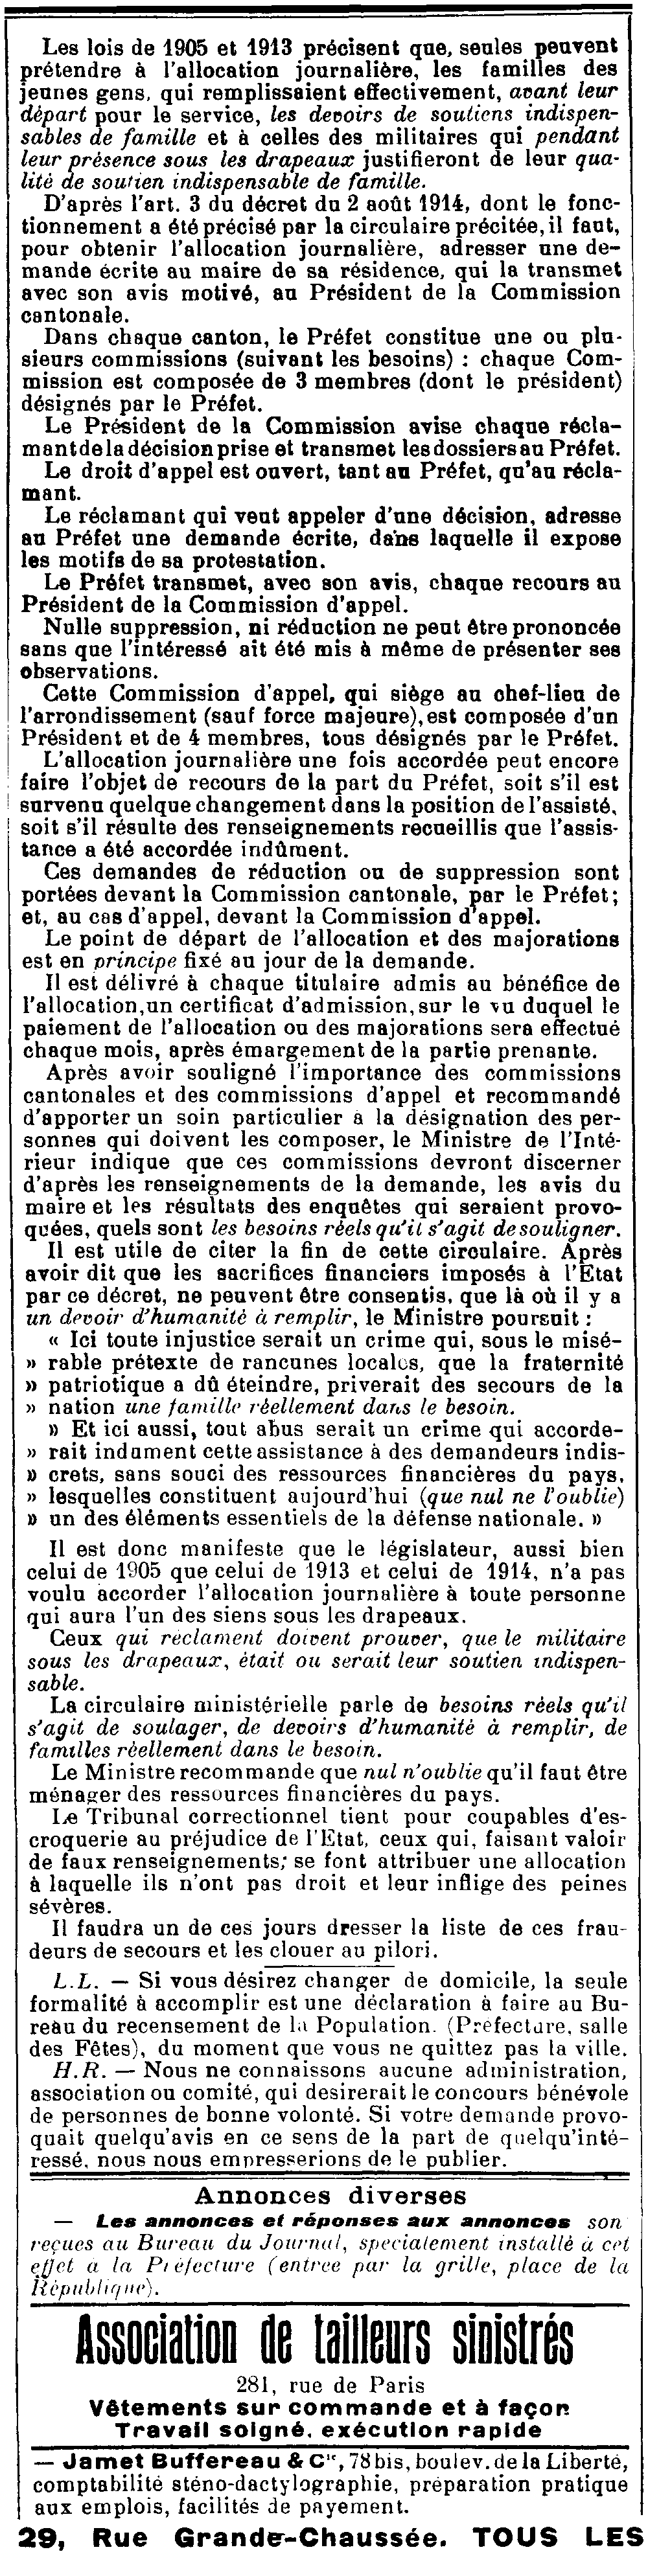 Les lois de 1905 et 1913 précisent que, seules peuvent
prétendre à l'allocation journalière, les familles des
jeunes gens, qui remplissaient effectivement, avant leur
départ pour le service, les devoirs de soutiens indispen-
sables de famille et à celles des militaires qui pendant
leur présence sous les drapeaux justifieront de leur qua-
lité de soutien indispensable de famille.
D'après l'art. 3 du décret du 2 août 1914, dont le fonc-
tionnement a été précisé par la circulaire précitée, il faut,
pour obtenir l'allocation journalière, adresser une de-
mande écrite au maire de sa résidence, qui la transmet
avec son avis motivé, au Président de la Commission
cantonale.
Dans chaque canton, le Préfet constitue une ou plu-
sieurs commissions (suivant les besoins) : chaque Com-
mission est composée de 3 membres (dont le président)
désignés par le Préfet.
Le Président de la Commission avise chaque récla-
mant de la décision prise et transmet les dossiers au Préfet.
Le droit d'appel est ouvert, tant au Préfet, qu'au récla-
mant.
Le réclamant qui veut appeler d'une décision, adresse
au Préfet une demande écrite, dans laquelle il expose
les motifs de sa protestation.
Le Préfet transmet, avec son avis, chaque recours au
Président de la Commission d'appel.
Nulle suppression, ni réduction ne peut être prononcée
sans que l'intéressé ait été mis à même de présenter ses
observations.
Cette Commission d'appel, qui siège au chef-lieu de
l'arrondissement (sauf force majeure), est composée d'un
Président et de 4 membres, tous désignés par le Préfet.
L'allocation journalière une fois accordée peut encore
faire l'objet de recours de la part du Préfet, soit s'il est
survenu quelque changement dans la position de l'assisté,
soit s'il résulte des renseignements recueillis que l'assis-
tance a été accordée indûment.
Ces demandes de réduction ou de suppression sont
portées devant la Commission cantonale, par le Préfet ;
et, au cas d'appel, devant la Commission d'appel.
Le point de départ de l'allocation et des majorations
est en principe fixé au jour de la demande.
Il est délivré à chaque titulaire admis au bénéfice de
l'allocation, un certificat d'admission, sur le vu duquel le
paiement de l'allocation ou des majorations sera effectué
chaque mois, après émargement de la partie prenante.
Après avoir souligné l'importance des commissions
cantonales et des commissions d'appel et recommandé
d'apporter un soin particulier à la désignation des per-
sonnes qui doivent les composer, le Ministre de l'Inté-
rieur indique que ces commissions devront discerner
d'après les renseignements de la demande, les avis du
maire et les résultats des enquêtes qui seraient provo-
quées, quels sont les besoins réels qu'il s'agit de souligner.
Il est utile de citer la fin de cette circulaire. Après
avoir dit que les sacrifices financiers imposés à l'Etat
par ce décret, ne peuvent être consentis, que là où il y a
un devoir d'humanité à remplir, le Ministre poursuit :
« Ici toute injustice serait un crime qui, sous le misé-
» rable prétexte de rancunes locales, que la fraternité
» patriotique a dû éteindre, priverait des secours de la
» nation une famille réellement dans le besoin.
» Et ici aussi, tout abus serait un crime qui accorde-
» rait indument cette assistance à des demandeurs indis-
» crets, sans souci des ressources financières du pays,
» lesquelles constituent aujourd'hui (que nul ne l'oublie)
» un des éléments essentiels de la défense nationale. »
Il est donc manifeste que le législateur, aussi bien
celui de 1905 que celui de 1913 et celui de 1914, n'a pas
voulu accorder l'allocation journalière à toute personne
qui aura l'un des siens sous les drapeaux.
Ceux qui réclament doivent prouver, que le militaire
sous les drapeaux, était ou serait leur soutien indispen-
sable.
La circulaire ministérielle parle de besoins réels qu'il
s'agit de soulager, de devoirs d'humanité à remplir, de
familles réellement dans le besoin.
Le Ministre recommande que nul n'oublie qu'il faut être
ménager des ressources financières du pays.
Le Tribunal correctionnel tient pour coupables d'es-
croquerie au préjudice de l'Etat, ceux qui, faisant valoir
de faux renseignements; se font attribuer une allocation
à laquelle ils n'ont pas droit et leur inflige des peines
sévères.
Il faudra un de ces jours dresser la liste de ces frau-
deurs de secours et les clouer au pilori.
L.L. — Si vous désirez changer de domicile, la seule
formalité à accomplir est une déclaration à faire au Bu-
reau du recensement de la Population. (Préfecture, salle
des Fêtes), du moment que vous ne quittez pas la ville.
H.R. — Nous ne connaissons aucune administration,
association ou comité, qui desirerait le concours bénévole
de personnes de bonne volonté. Si votre demande provo-
quait quelqu'avis en ce sens de la part de quelqu'inté-
ressé, nous nous empresserions de le publier.
Annonces diverses
— Les annonces et réponses aux annonces son
reçues au Bureau du Journal, specialement installé à cet
effet à la Préfecture (entrée par la grille, place de la
République).
Association de tailleurs sinistrés
281, rue de Paris
Vêtements sur commande et à façon
Travail soigné, exécution rapide
— Jamet Buffereau & Cie, 78 bis, boulev. de la Liberté,
comptabilité sténo-dactylographie, préparation pratique
aux emplois, facilités de payement.
29, Rue Grande-Chaussée. TOUS LES